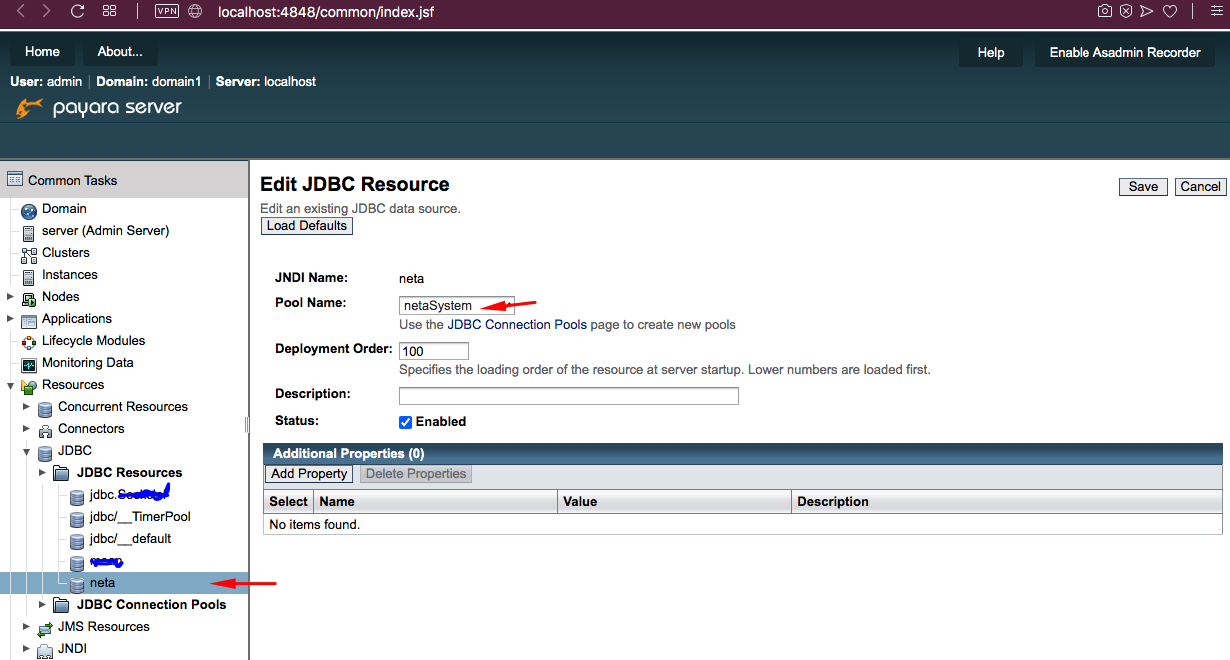 VPN localhost:4848/common/index.jsf
Home About... Help Enable Asadmin Recorder
User: admin Domain: domain1 Server: localhost
payara server
Common Tasks
Domain
server (Admin Server)
Clusters
Instances
Nodes
Applications
Lifecycle Modules
Monitoring Data
Resources
Concurrent Resources
Connectors
JDBC
JDBC Resources
jdbc.
jdbc/__TimerPool
jdbc/__default
neta
JDBC Connection Pools
JMS Resources
JNDI
Edit JDBC Resource
Save Cancel
Edit an existing JDBC data source.
Load Defaults
JNDI Name: neta
Pool Name: netaSystem
Use the JDBC Connection Pools page to create new pools
Deployment Order: 100
Specifies the loading order of the resource at server startup. Lower numbers are loaded first.
Description:
Status: Enabled
Additional Properties (0)
Add Property Delete Properties
Select Name Value Description
No items found.